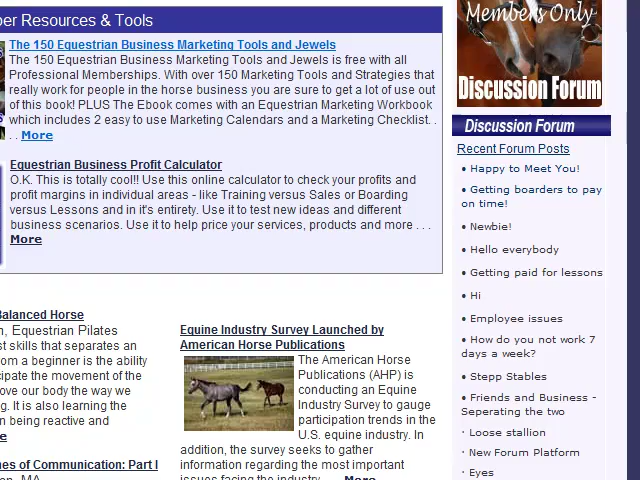 ber Resources & Tools
The 150 Equestrian Business Marketing Tools and Jewels
The 150 Equestrian Business Marketing Tools and Jewels is free with all
Professional Memberships. With over 150 Marketing Tools and Strategies that
really work for people in the horse business you are sure to get a lot of use out
of this book! PLUS The Ebook comes with an Equestrian Marketing Workbook
which includes 2 easy to use Marketing Calendars and a Marketing Checklist. .
. . More
Equestrian Business Profit Calculator
O.K. This is totally cool!! Use this online calculator to check your profits and
profit margins in individual areas - like Training versus Sales or Boarding
versus Lessons and in it's entirety. Use it to test new ideas and different
business scenarios. Use it to help price your services, products and more . . .
More
Balanced Horse
n, Equestrian Pilates
st skills that separates an
om a beginner is the ability
cipate the movement of the
ove our body the way we
g. It is also learning the
n being reactive and
e
nes of Communication: Part I
on, MA
Equine Industry Survey Launched by
American Horse Publications
The American Horse
Publications (AHP) is
conducting an Equine
Industry Survey to gauge
participation trends in the
U.S. equine industry. In
addition, the survey seeks to gather
information regarding the most important
issues facing the industry. . . . More
Members Only
Discussion Forum
Discussion Forum
Recent Forum Posts
• Happy to Meet You!
• Getting boarders to pay
on time!
• Newbie!
• Hello everybody
• Getting paid for lessons
• Hi
• Employee issues
• How do you not work 7
days a week?
• Stepp Stables
• Friends and Business -
Seperating the two
• Loose stallion
• New Forum Platform
• Eyes